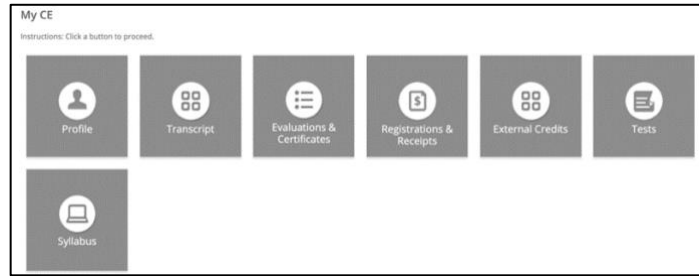 My CE
Instructions: Click a button to proceed.
Profile
Transcript
Evaluations &
Certificates
Registrations &
Receipts
External Credits
Tests
Syllabus